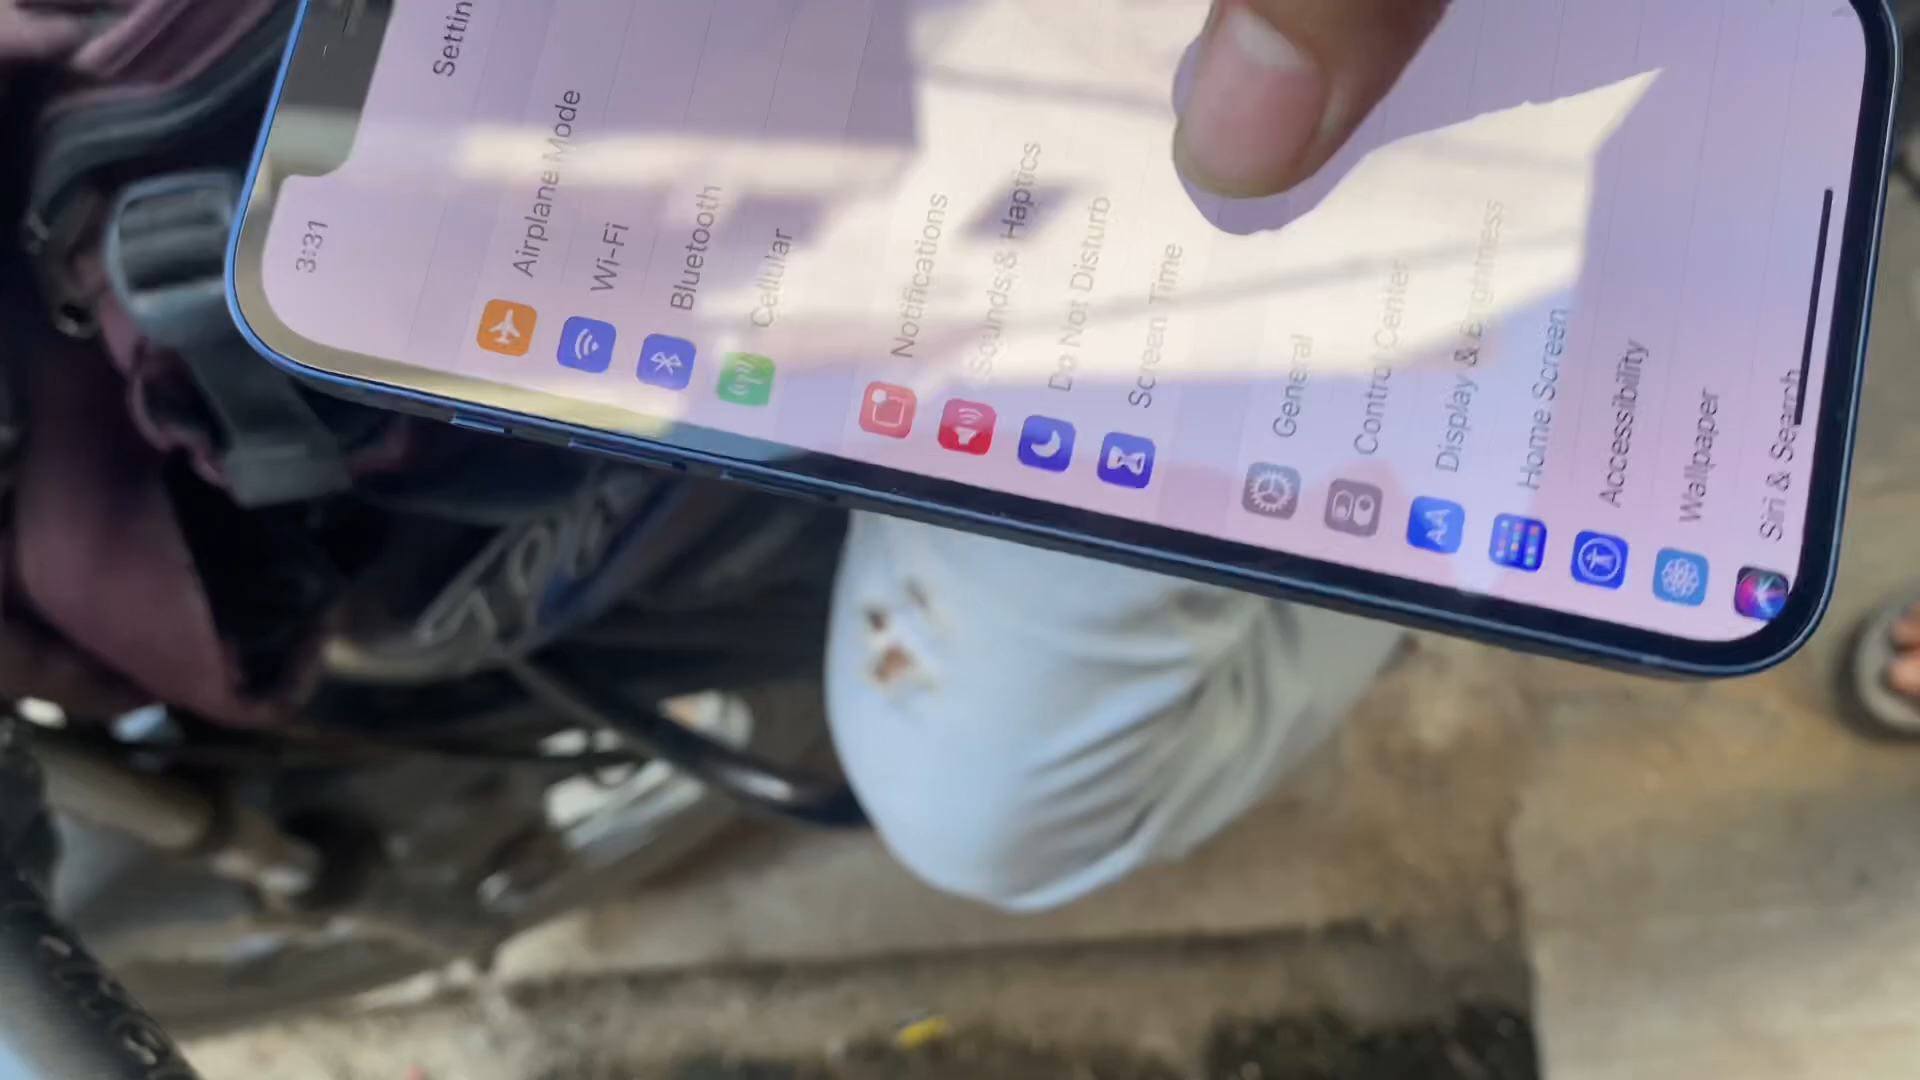 3:31
Settin
Airplane Mode
Wi-Fi
Bluetooth
Cellular
Notifications
Sounds & Haptics
Do Not Disturb
Screen Time
General
Control Center
AA Display & Brightness
Home Screen
Accessibility
Wallpaper
Siri & Search